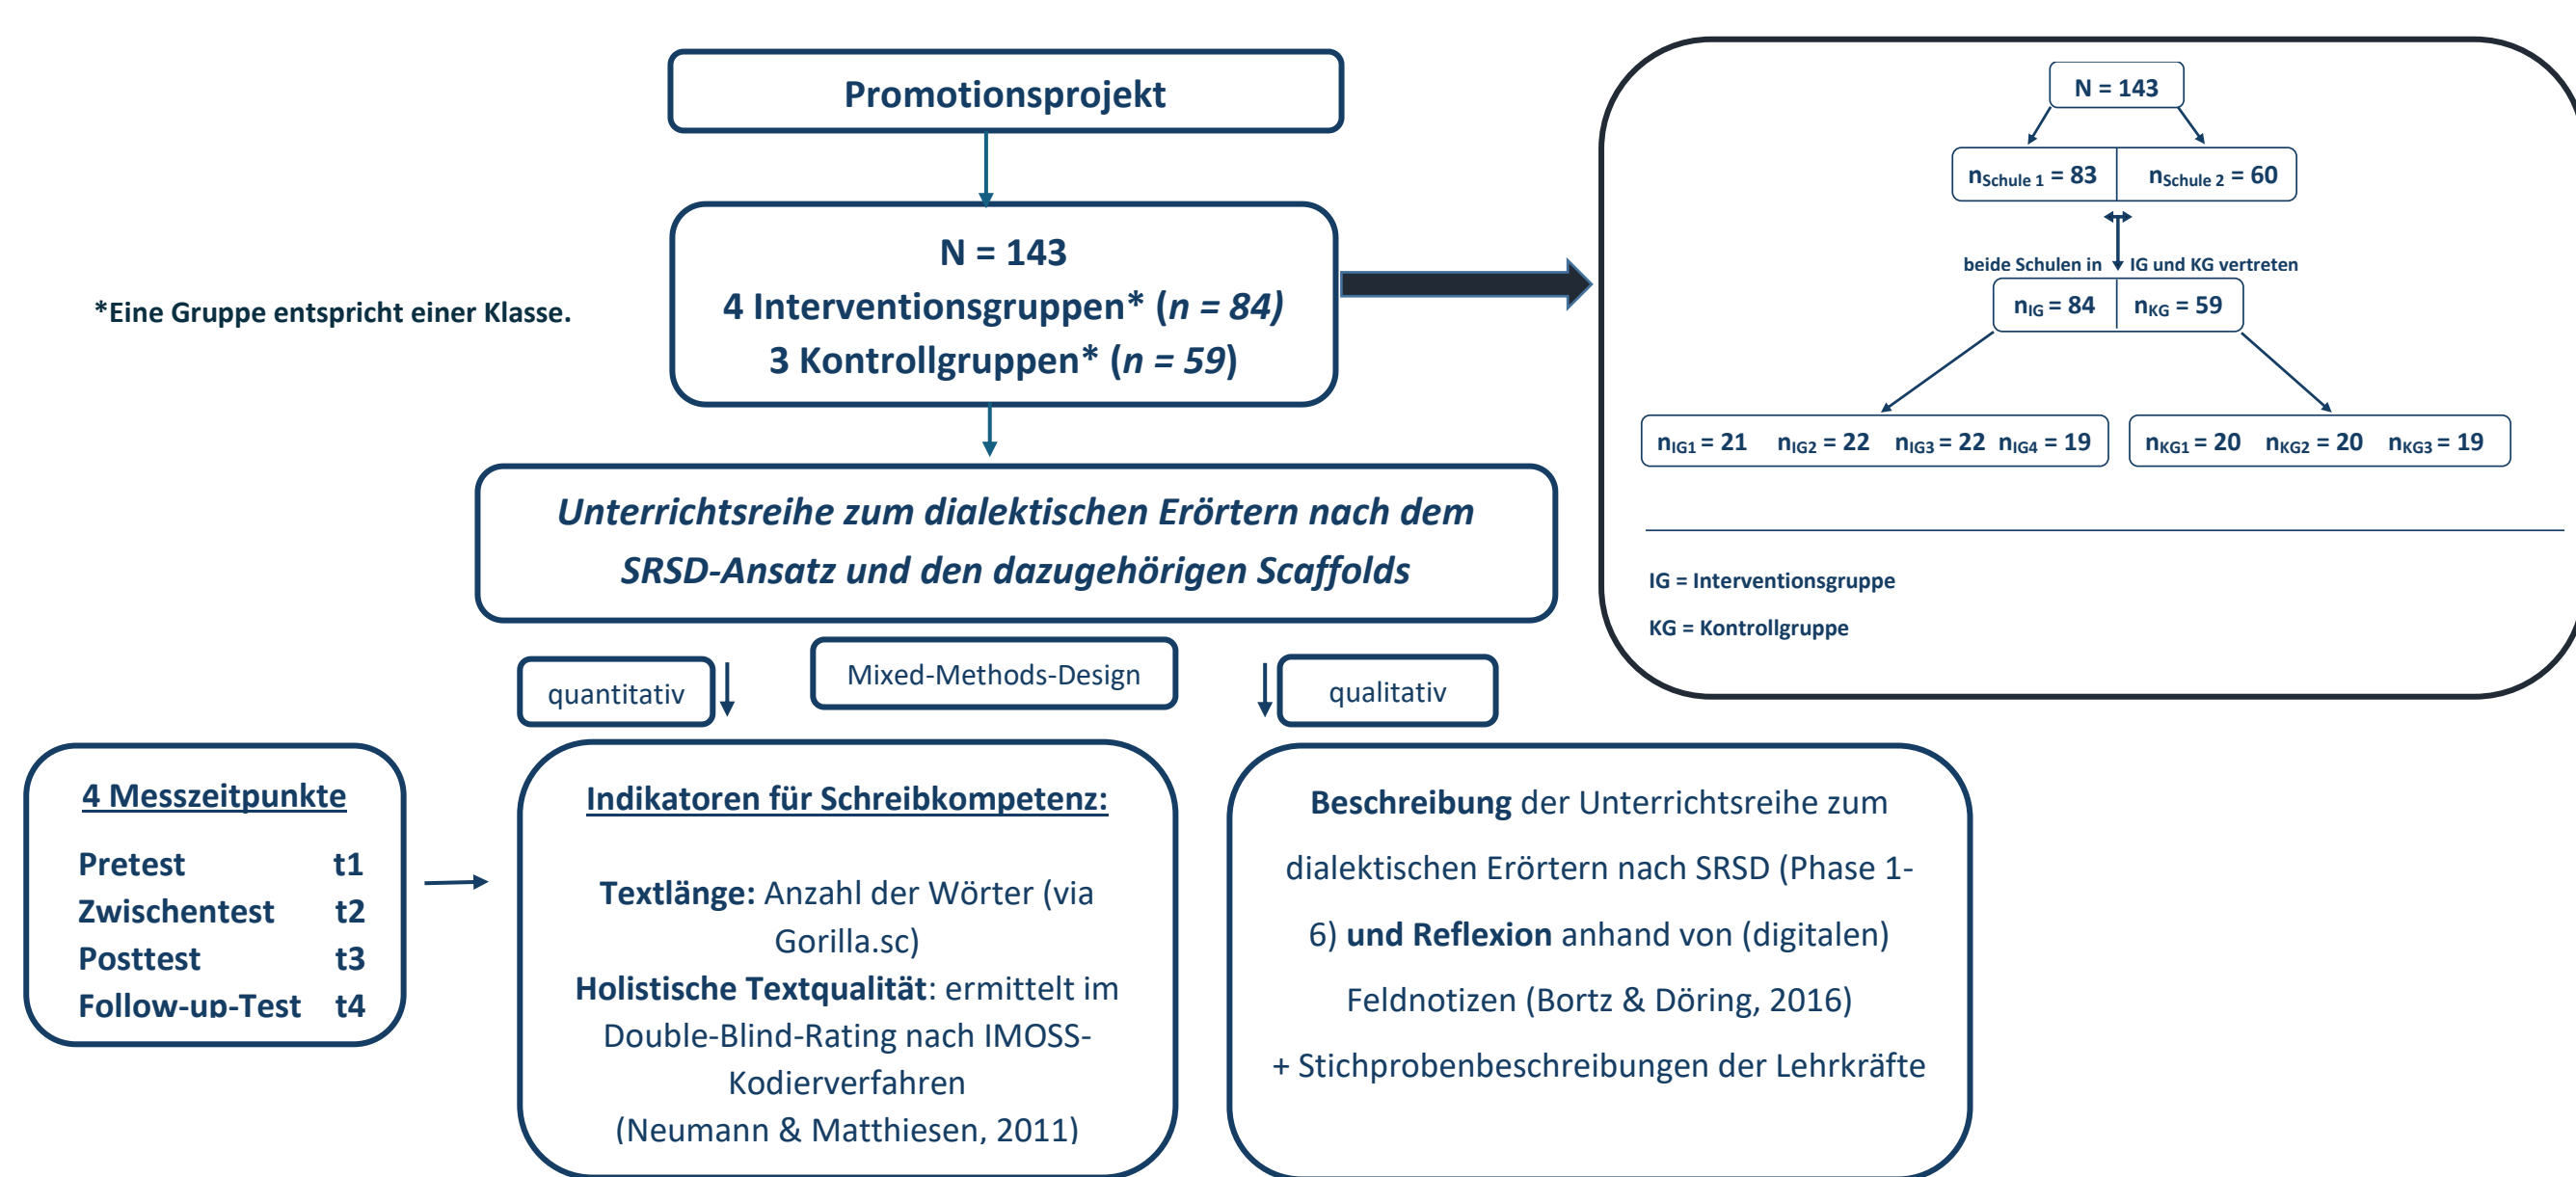 Promotionsprojekt
N = 143
4 Interventionsgruppen* (n = 84)
3 Kontrollgruppen* (n = 59)
*Eine Gruppe entspricht einer Klasse.
Unterrichtsreihe zum dialektischen Erörtern nach dem
SRSD-Ansatz und den dazugehörigen Scaffolds
quantitativ
Mixed-Methods-Design
qualitativ
4 Messzeitpunkte
Pretest t1
Zwischentest t2
Posttest t3
Follow-up-Test t4
Indikatoren für Schreibkompetenz:
Textlänge: Anzahl der Wörter (via
Gorilla.sc)
Holistische Textqualität: ermittelt im
Double-Blind-Rating nach IMOSS-
Kodierverfahren
(Neumann & Matthiesen, 2011)
Beschreibung der Unterrichtsreihe zum
dialektischen Erörtern nach SRSD (Phase 1-
6) und Reflexion anhand von (digitalen)
Feldnotizen (Bortz & Döring, 2016)
+ Stichprobenbeschreibungen der Lehrkräfte
N = 143
nSchule 1 = 83 nSchule 2 = 60
beide Schulen in IG und KG vertreten
nIG = 84 nKG = 59
nIG1 = 21 nIG2 = 22 nIG3 = 22 nIG4 = 19
nKG1 = 20 nKG2 = 20 nKG3 = 19
IG = Interventionsgruppe
KG = Kontrollgruppe